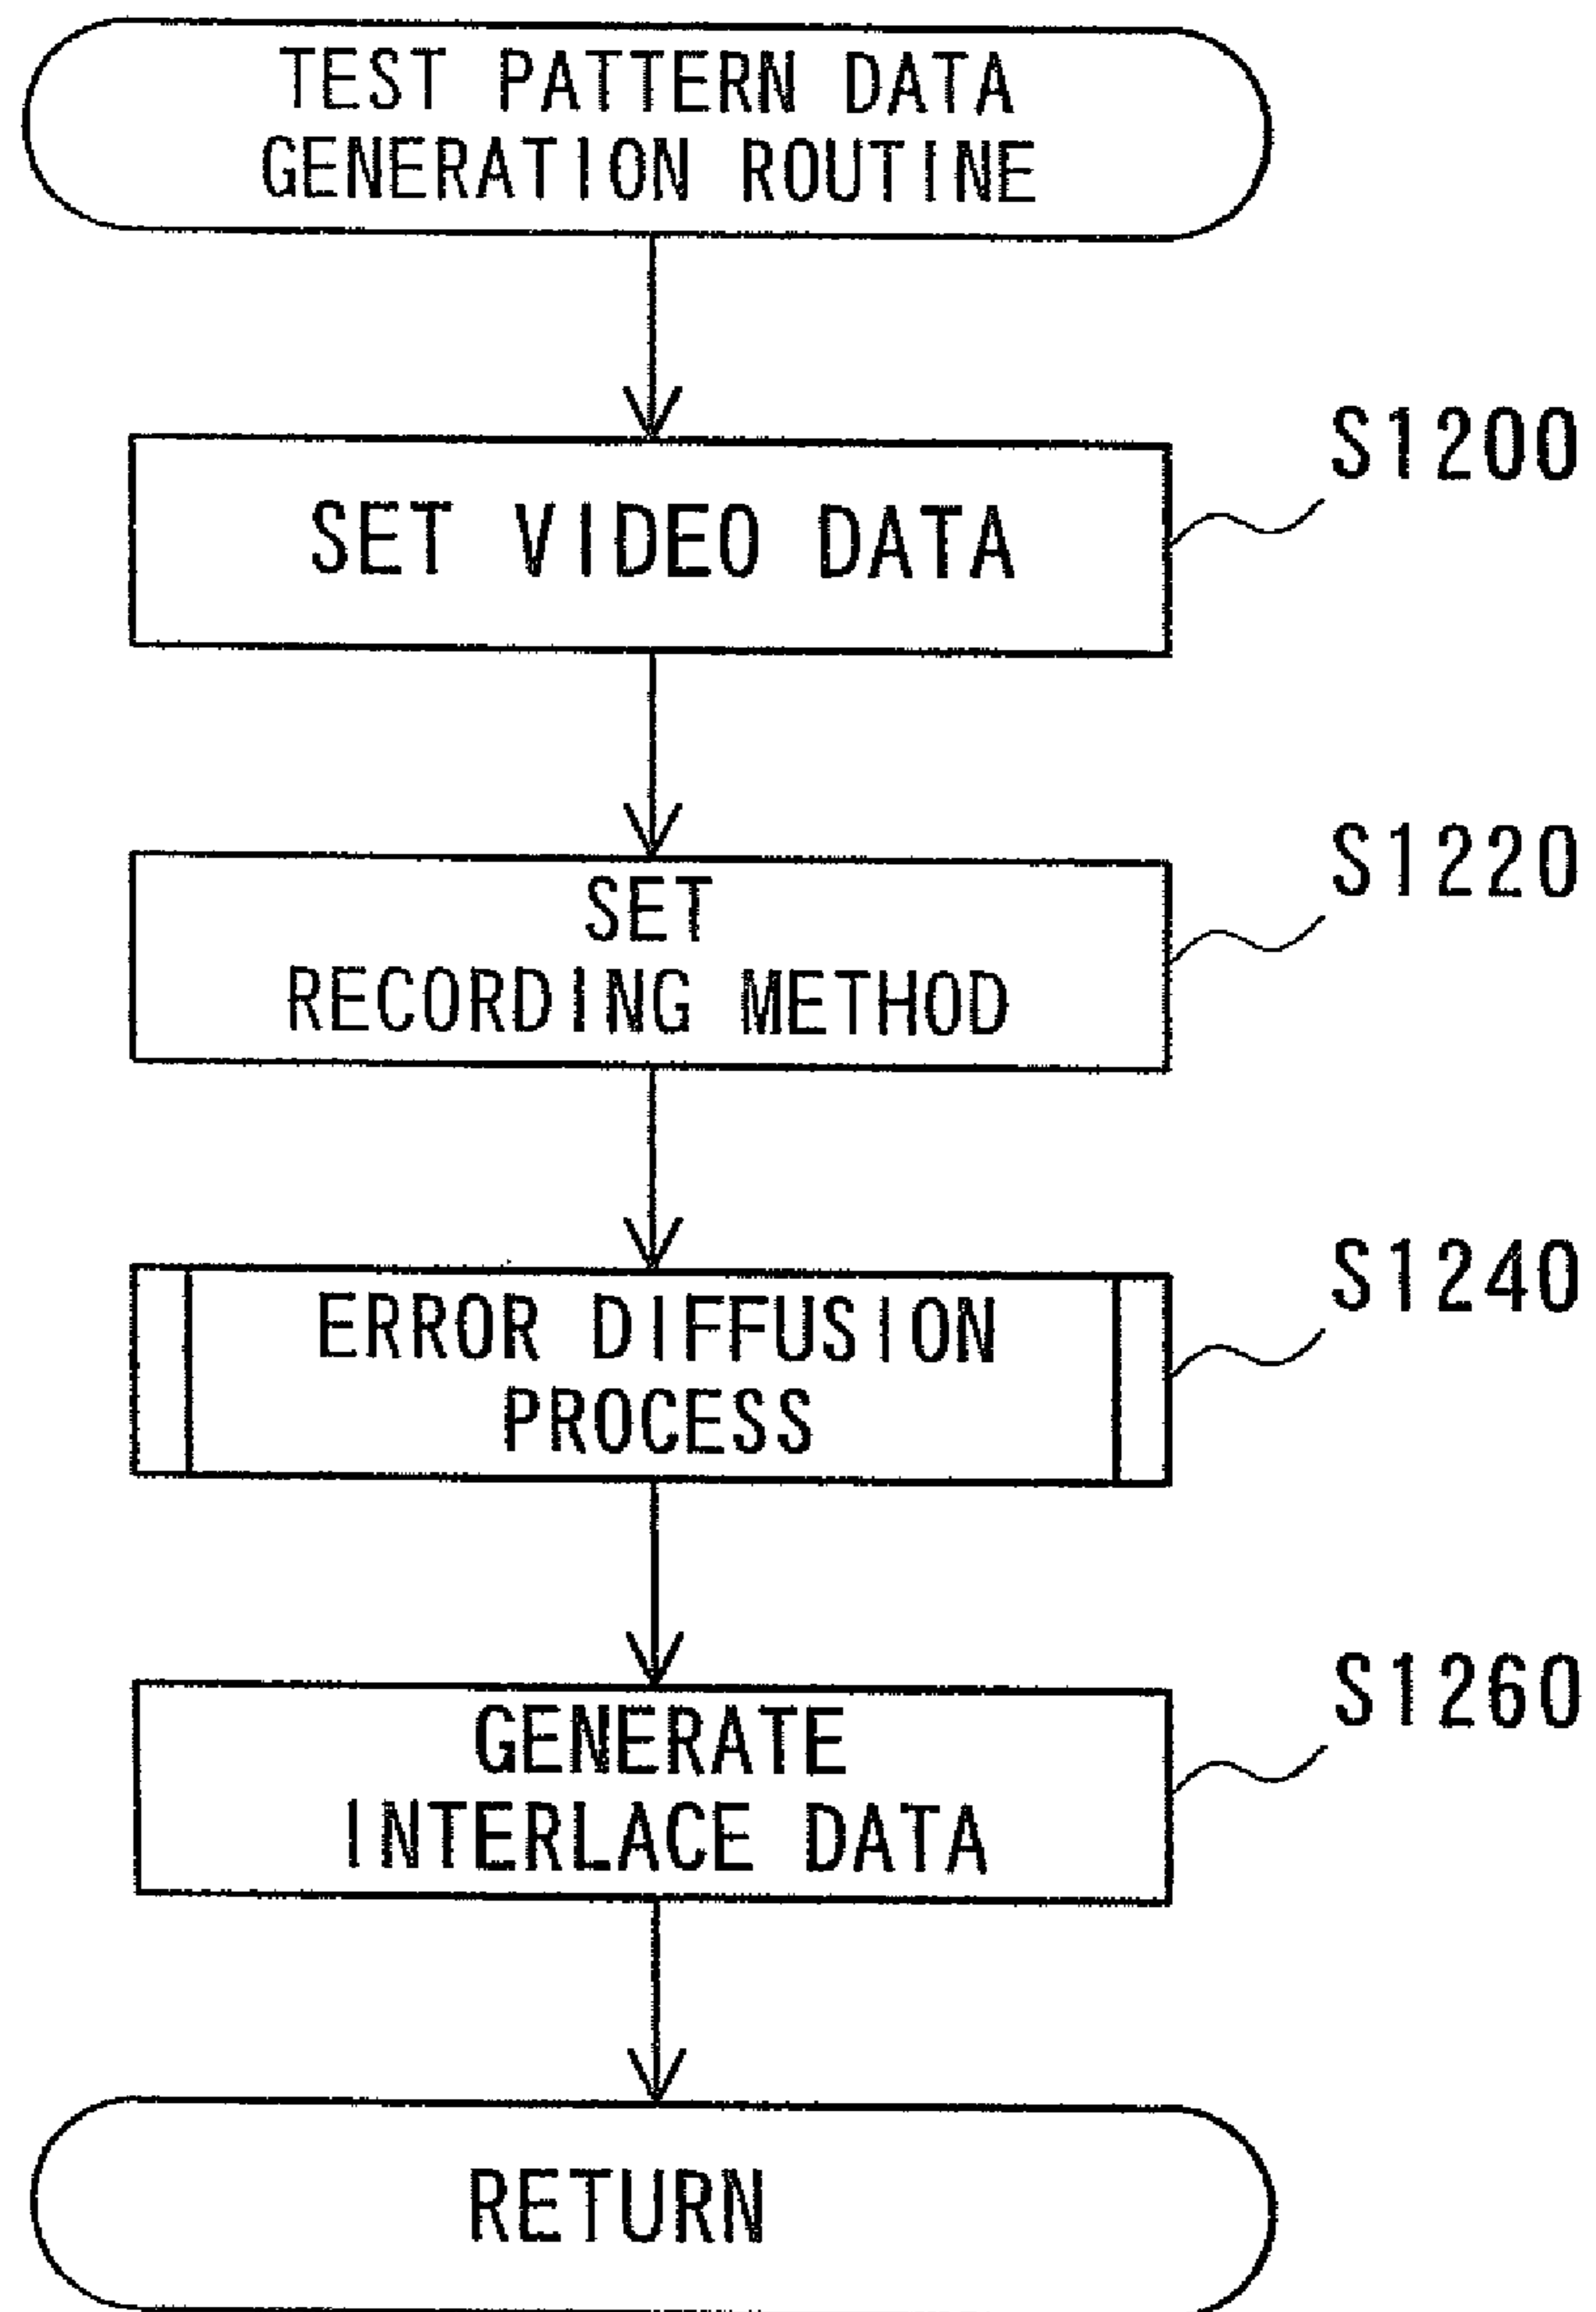 TEST PATTERN DATA
GENERATION ROUTINE
S1200
SET VIDEO DATA
S1220
SET
RECORDING METHOD
S1240
ERROR DIFFUSION
PROCESS
S1260
GENERATE
INTERLACE DATA
RETURN